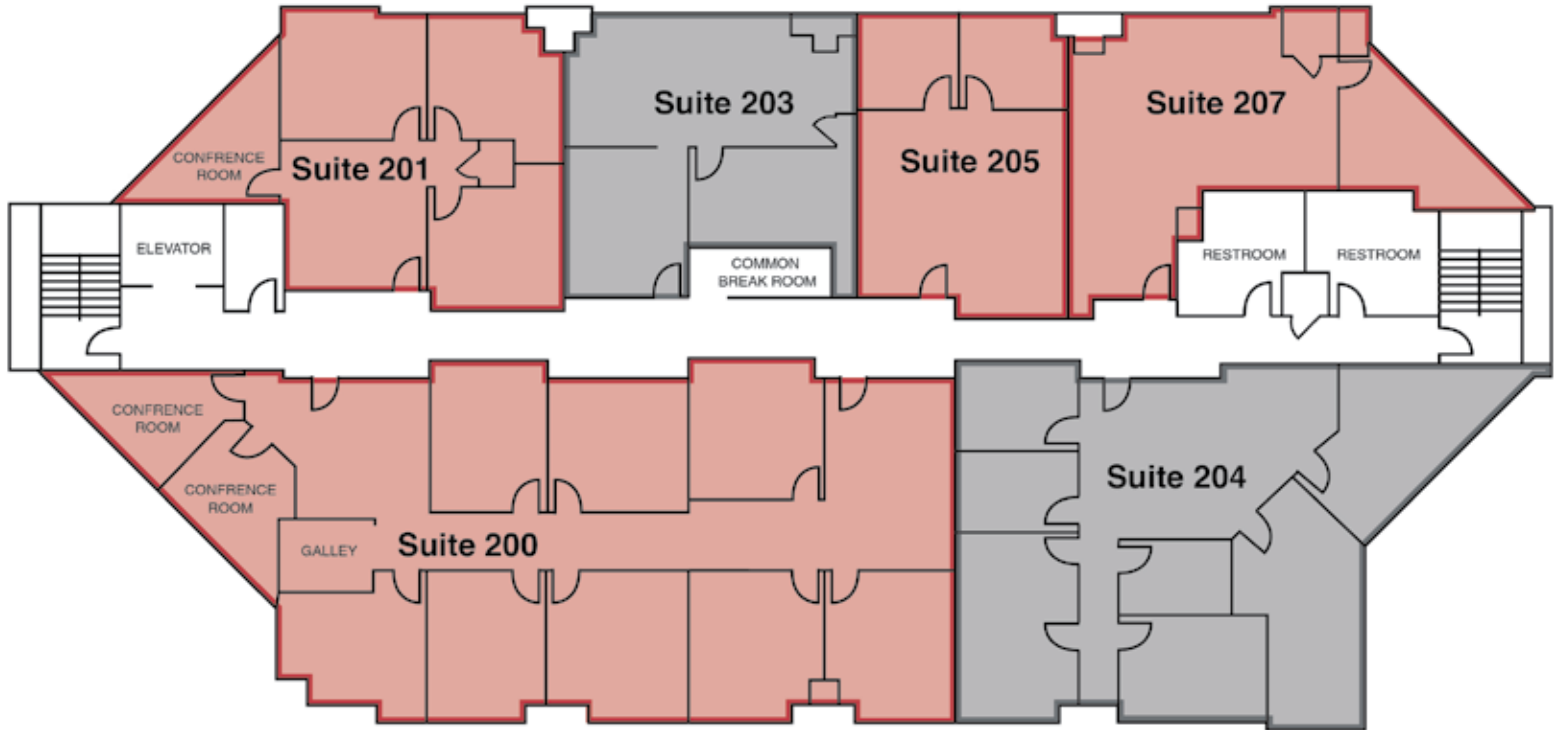 Suite 203
Suite 207
CONFRENCE
ROOM
Suite 201
Suite 205
ELEVATOR
COMMON
BREAK ROOM
RESTROOM
RESTROOM
CONFRENCE
ROOM
CONFRENCE
ROOM
GALLEY
Suite 200
Suite 204